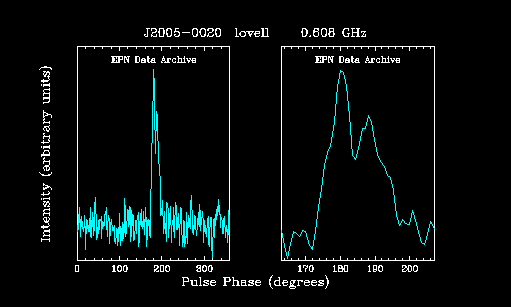 J2005-0020 lovell 0.608 GHz
EPN Data Archive EPN Data Archive
Intensity (arbitrary units)
0 100 200 300 170 180 190 200
Pulse Phase (degrees)